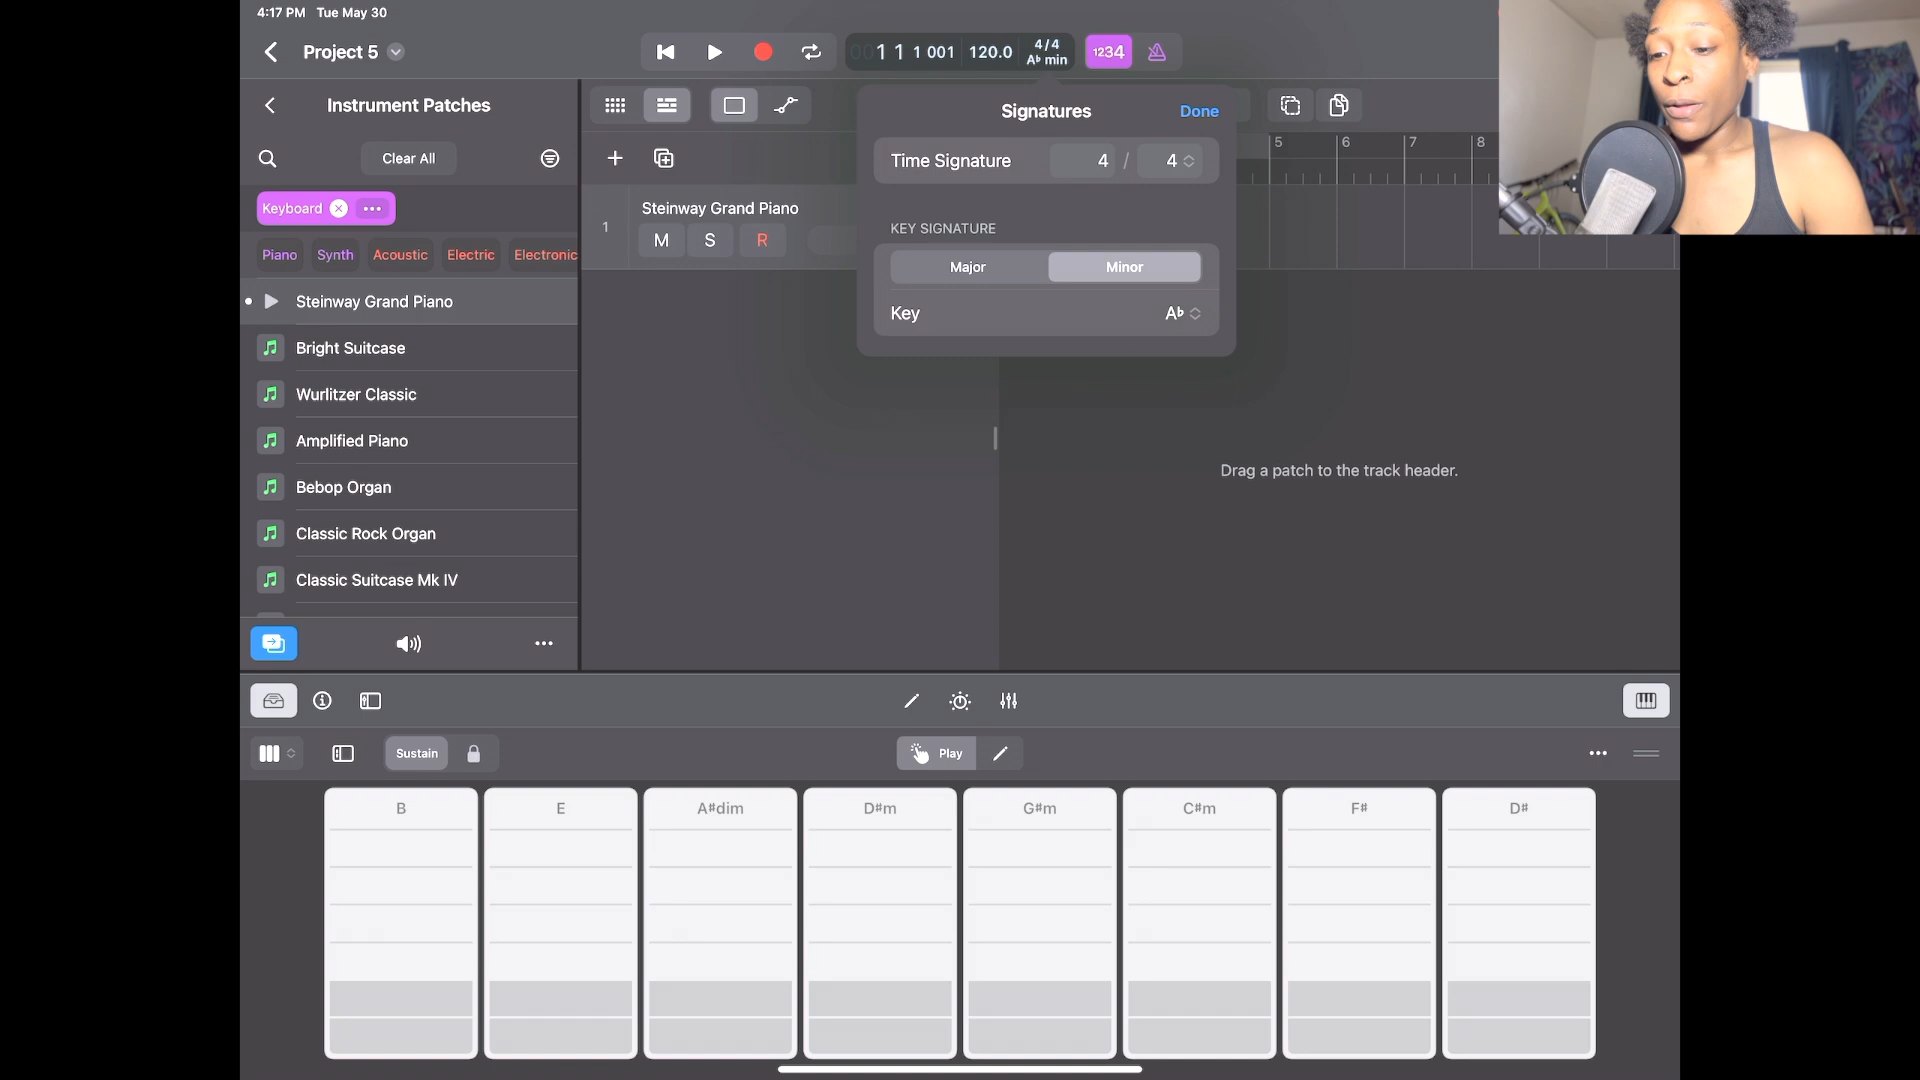 4:17 PM Tue May 30
Project 5
1 1 1 001 120.0 4/4
A♭ min
1234
Instrument Patches
Signatures Done
Clear All
Time Signature 4 / 4
5 6 7 8
Keyboard
Steinway Grand Piano
1
M S R
KEY SIGNATURE
Major Minor
Piano Synth Acoustic Electric Electronic
Key A♭
Steinway Grand Piano
Bright Suitcase
Wurlitzer Classic
Amplified Piano
Bebop Organ
Classic Rock Organ
Classic Suitcase Mk IV
Drag a patch to the track header.
Sustain
Play
B E A#dim D#m G#m C#m F# D#